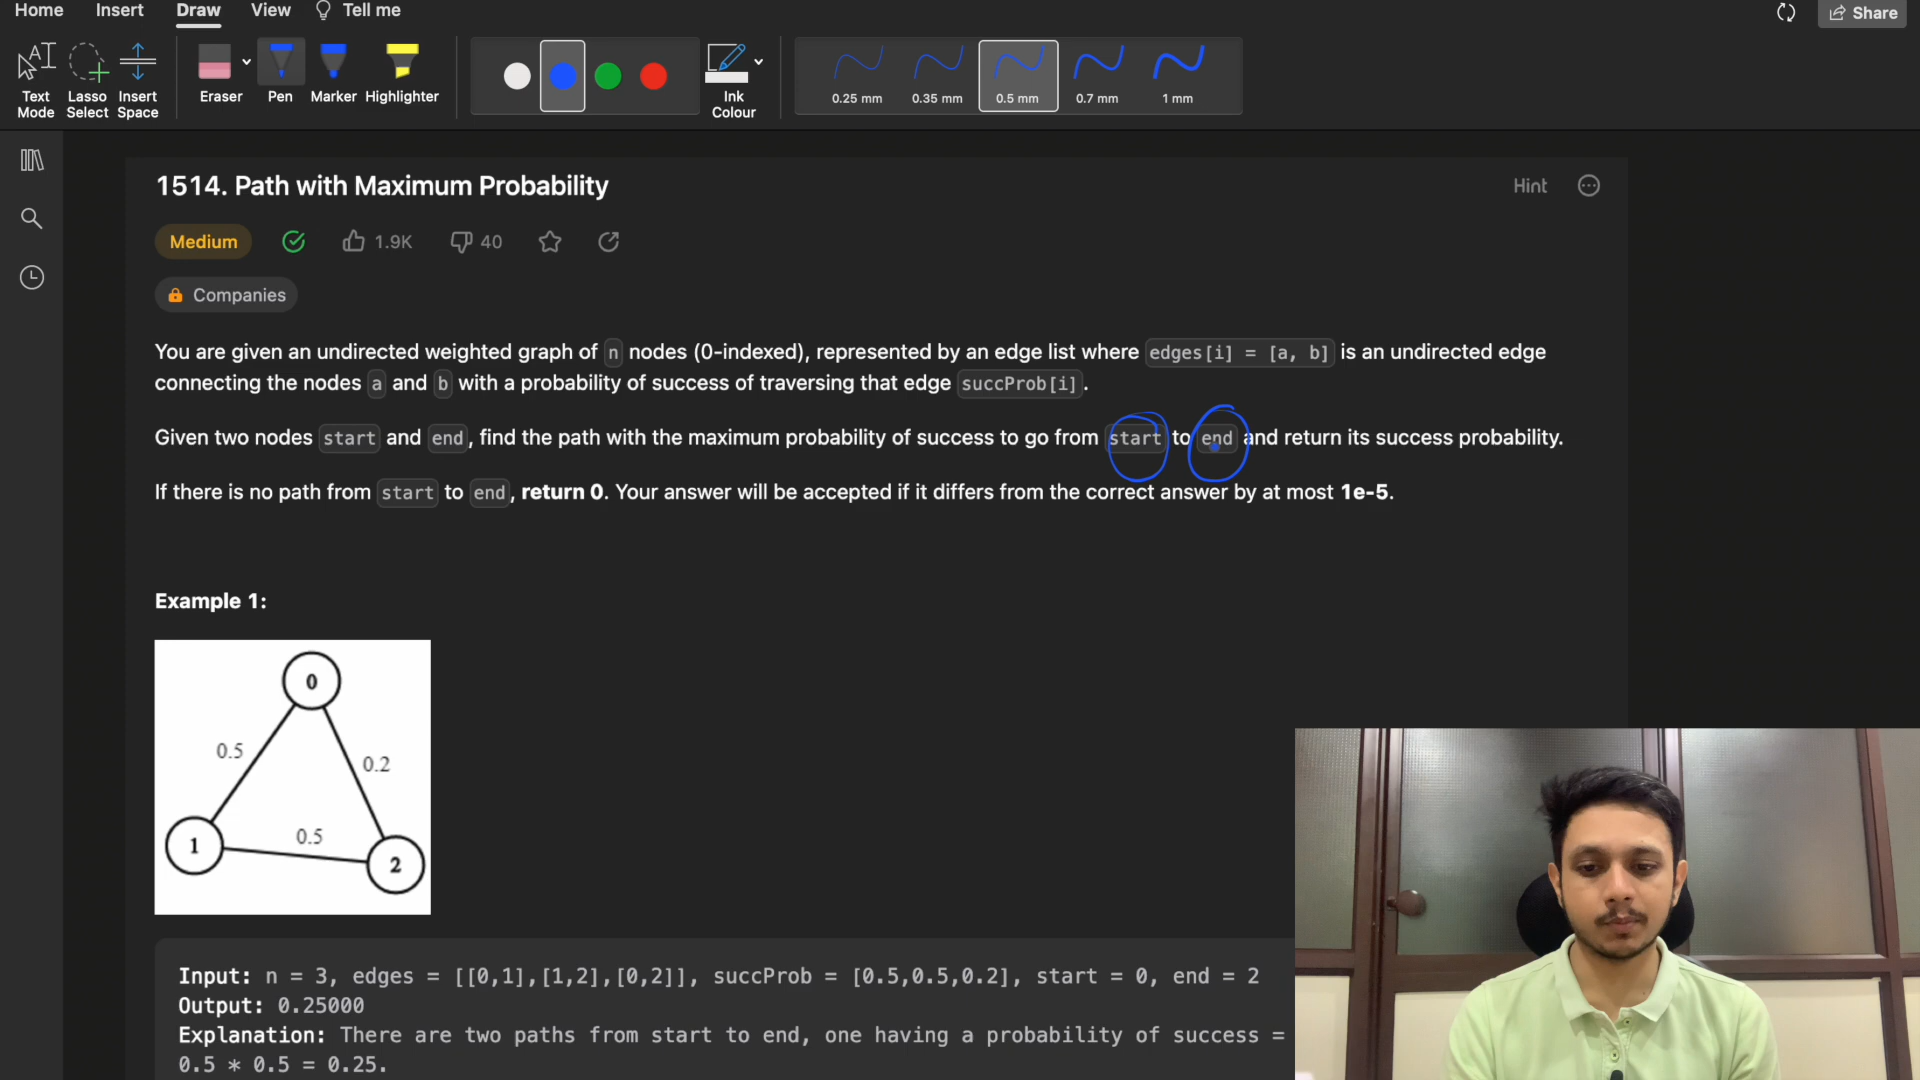 Home Insert Draw View Tell me Share
Text Mode Lasso Select Insert Space Eraser Pen Marker Highlighter Ink Colour 0.25 mm 0.35 mm 0.5 mm 0.7 mm 1 mm
1514. Path with Maximum Probability Hint
Medium 1.9K 40
Companies
You are given an undirected weighted graph of n nodes (0-indexed), represented by an edge list where edges[i] = [a, b] is an undirected edge
connecting the nodes a and b with a probability of success of traversing that edge succProb[i].
Given two nodes start and end, find the path with the maximum probability of success to go from start to end and return its success probability.
If there is no path from start to end, return 0. Your answer will be accepted if it differs from the correct answer by at most 1e-5.
Example 1:
0
0.5 0.2
0.5
1 2
Input: n = 3, edges = [[0,1],[1,2],[0,2]], succProb = [0.5,0.5,0.2], start = 0, end = 2
Output: 0.25000
Explanation: There are two paths from start to end, one having a probability of success =
0.5 * 0.5 = 0.25.